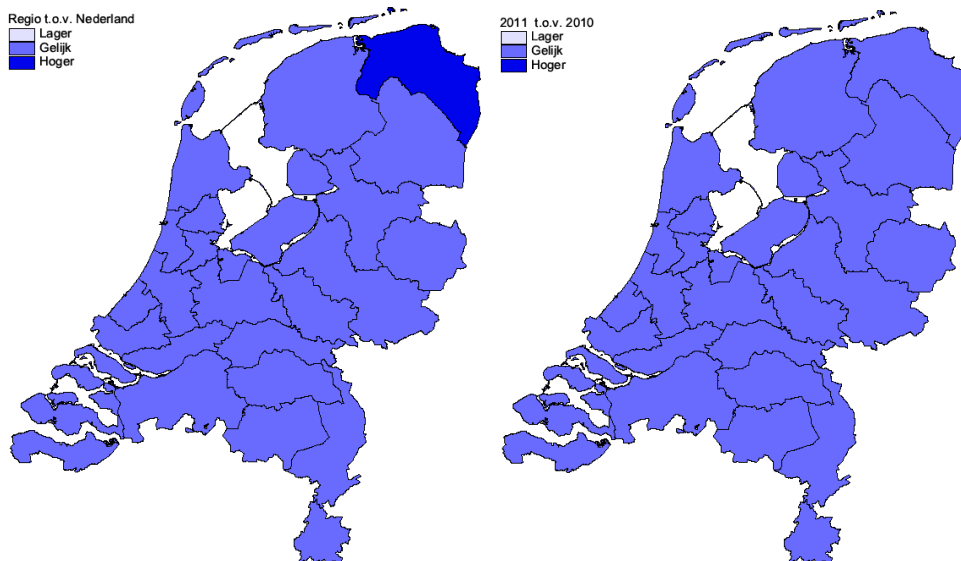 Regio t.o.v. Nederland
Lager
Gelijk
Hoger
2011 t.o.v. 2010
Lager
Gelijk
Hoger